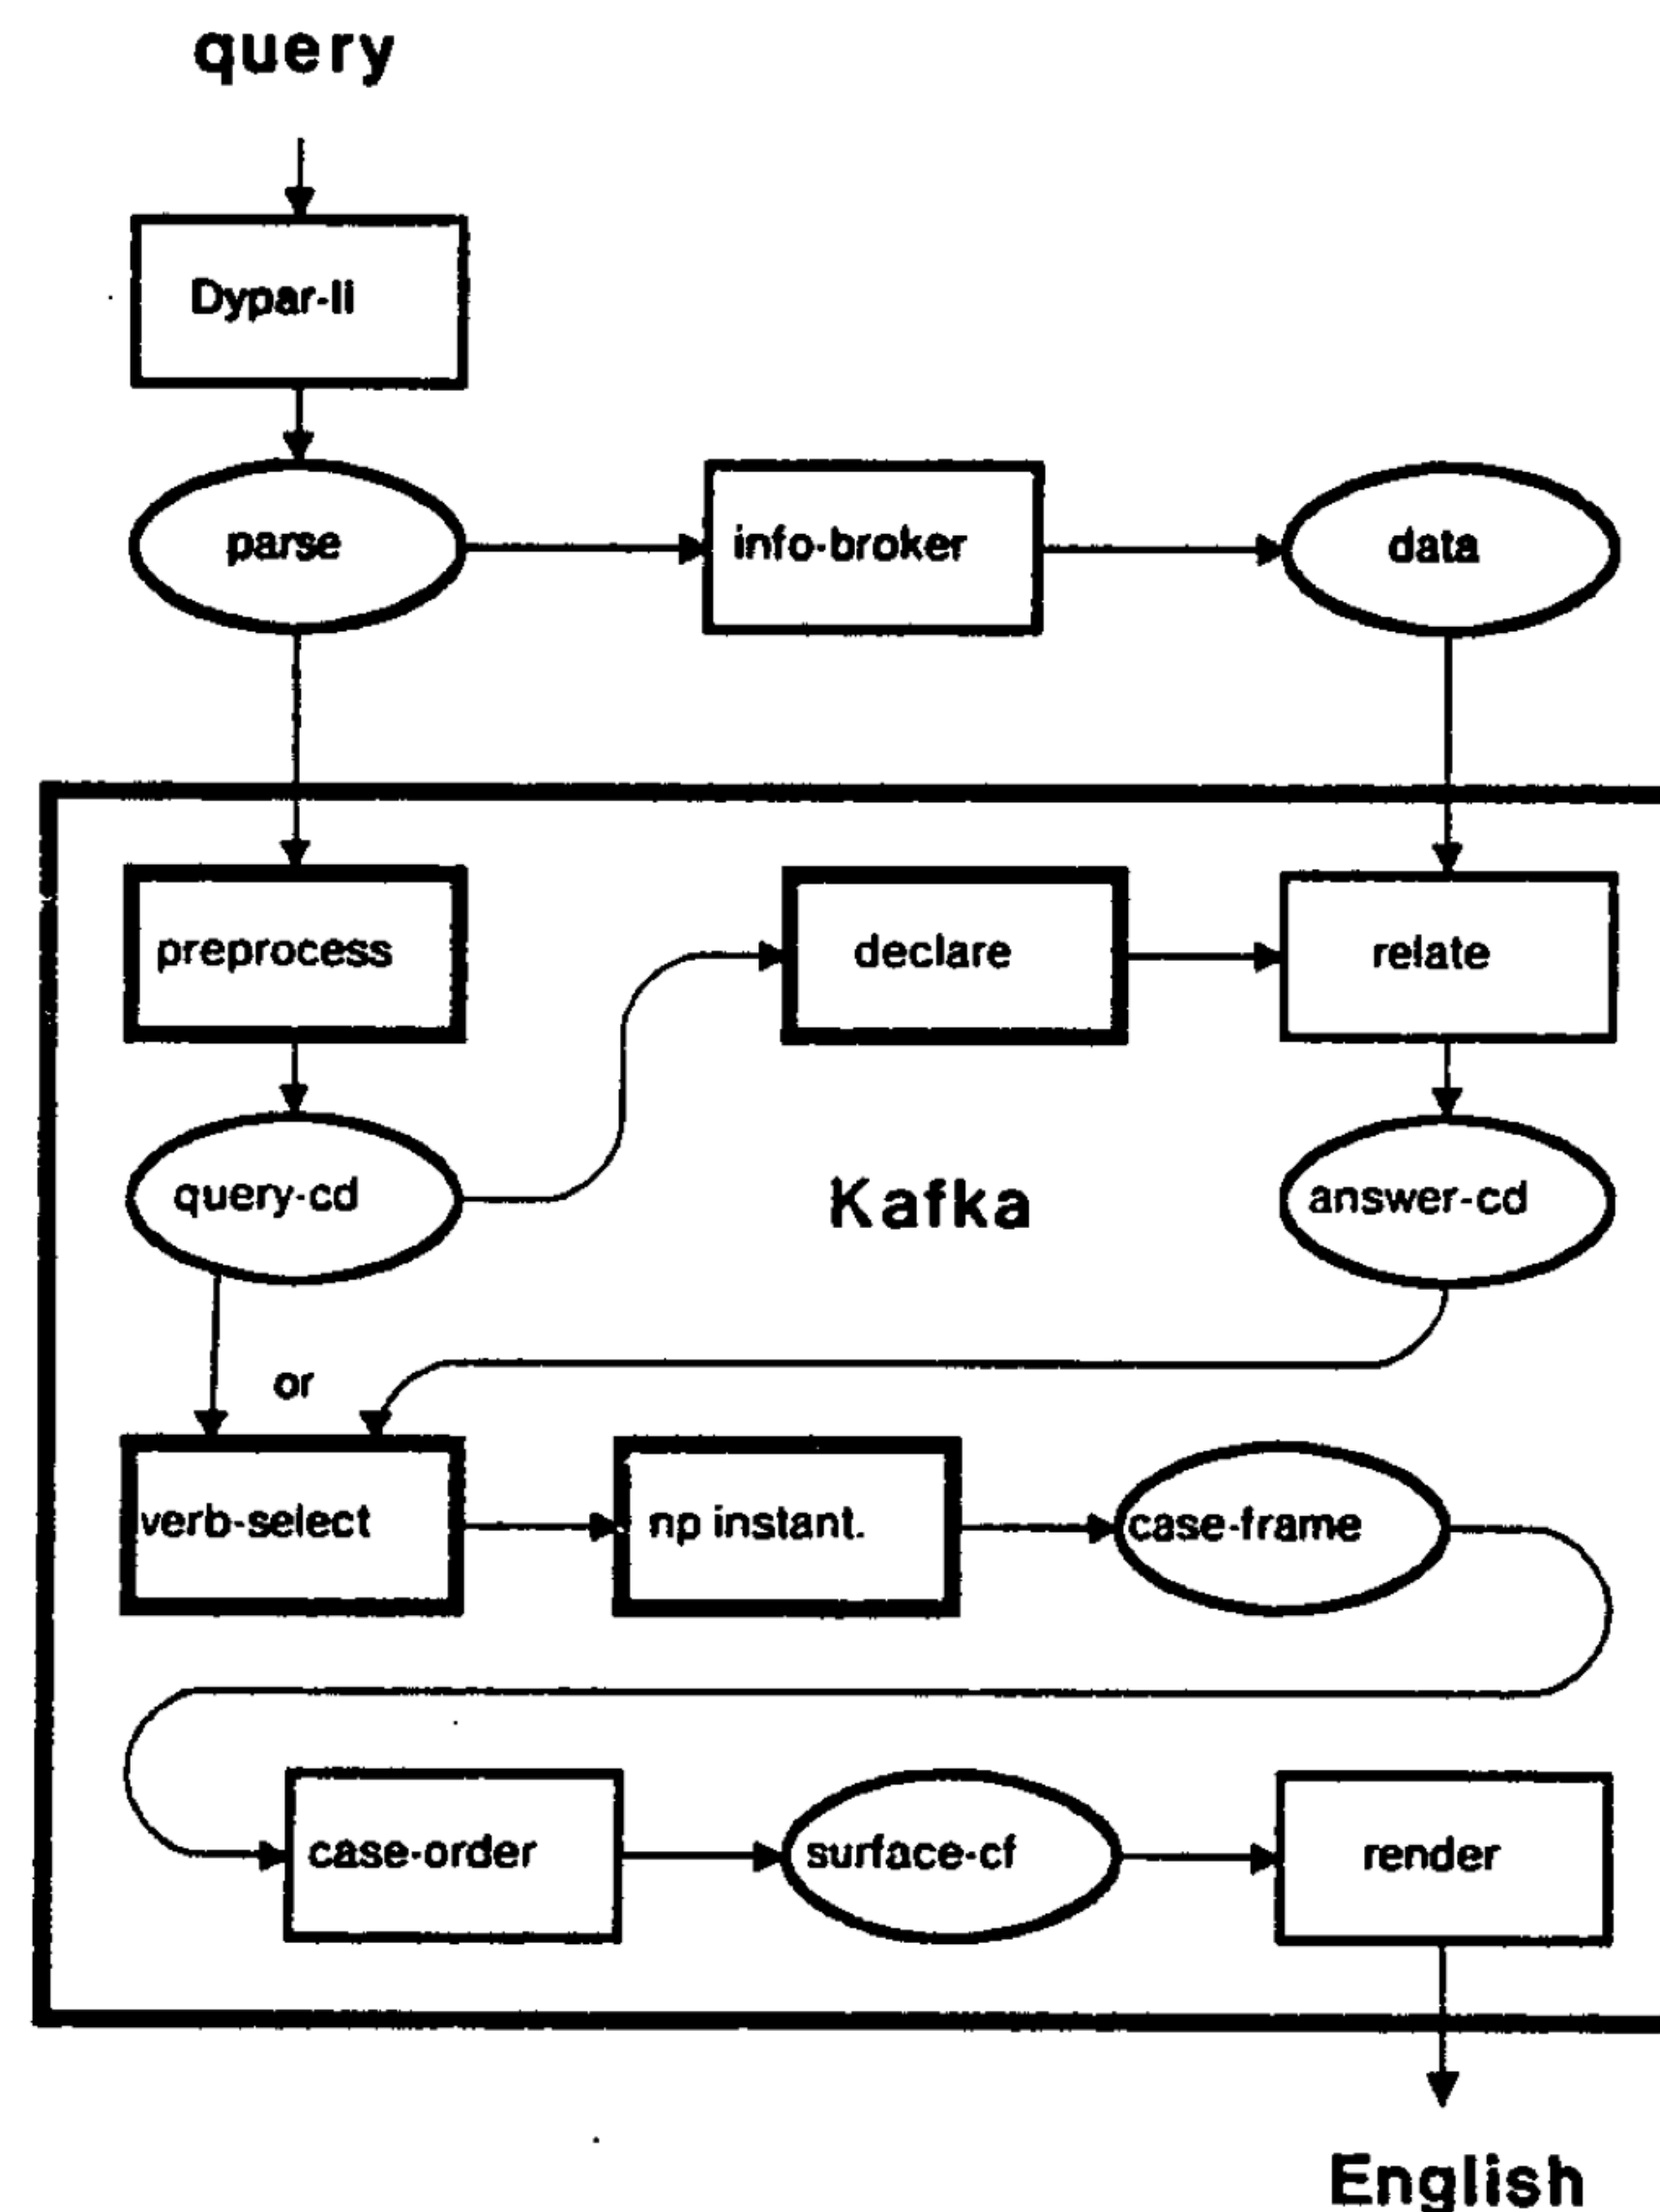 query
Dypar-Ii
parse
info-broker
data
preprocess
declare
relate
query-cd
Kafka
answer-cd
or
verb-select
np instant.
case-frame
case-order
surface-cf
render
English